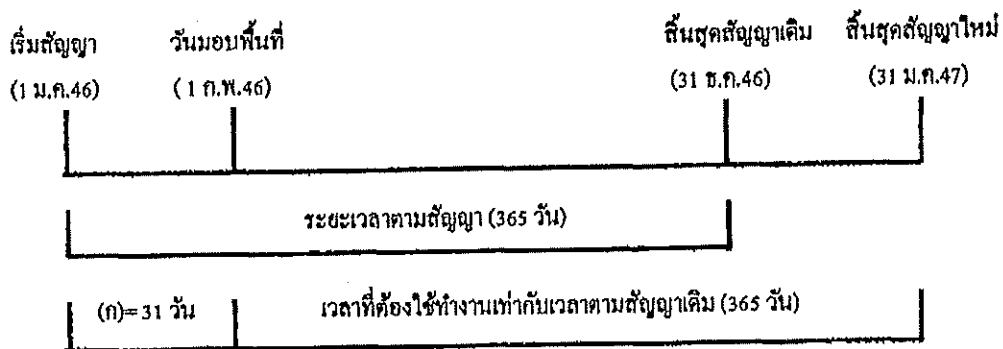 เริ่มสัญญา วันมอบพื้นที่ สิ้นสุดสัญญาเดิม สิ้นสุดสัญญาใหม่
(1 ม.ค.46) ( 1 ก.พ.46) (31 ธ.ค.46) (31 ม.ค.47)
ระยะเวลาตามสัญญา (365 วัน)
(ก)= 31 วัน เวลาที่ต้องใช้ทำงานเท่ากับเวลาตามสัญญาเดิม (365 วัน)